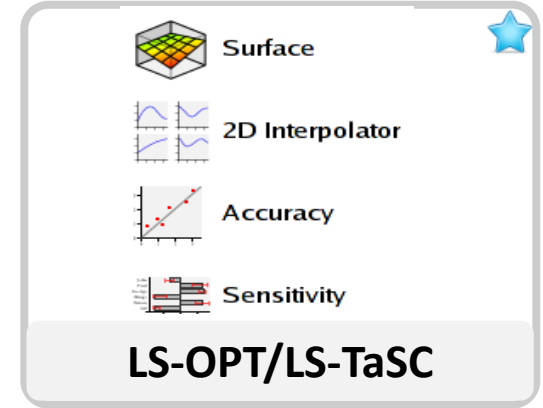 Surface
2D Interpolator
Accuracy
Sensitivity
LS-OPT/LS-TaSC